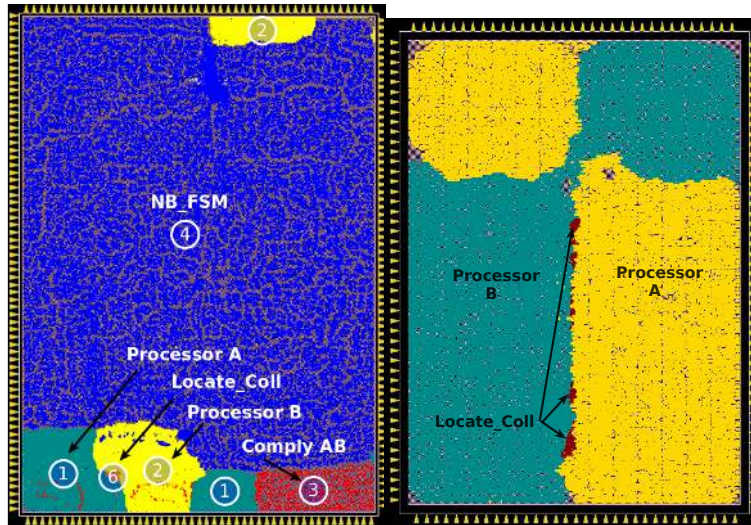 2
NB_FSM
4
Processor A
Locate_Coll
Processor B
Comply AB
1
6
2
1
3
Processor
B
Processor
A
Locate_Coll